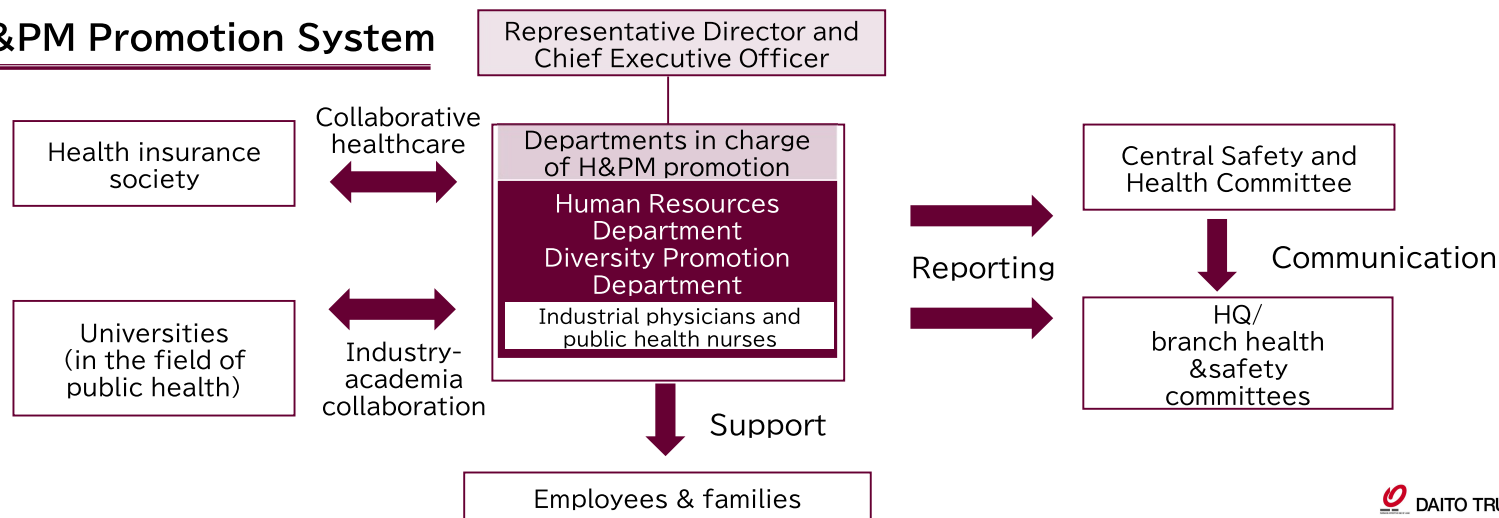 &PM Promotion System
Representative Director and
Chief Executive Officer
Collaborative
healthcare
Health insurance
society
Departments in charge
of H&PM promotion
Human Resources
Department
Diversity Promotion
Department
Industrial physicians and
public health nurses
Central Safety and
Health Committee
Reporting
Communication
Universities
(in the field of
public health)
Industry-
academia
collaboration
HQ/
branch health
&safety
committees
Support
Employees & families
DAITO